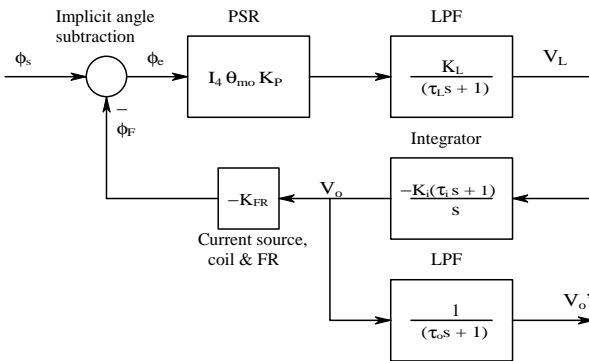 Implicit angle
subtraction
PSR
LPF
ϕs
ϕe
I4 θmo KP
KL
(τL s + 1)
VL
−
ϕF
Integrator
−KFR
Vo
−Ki(τi s + 1)
s
Current source,
coil & FR
LPF
1
(τo s + 1)
Vo'